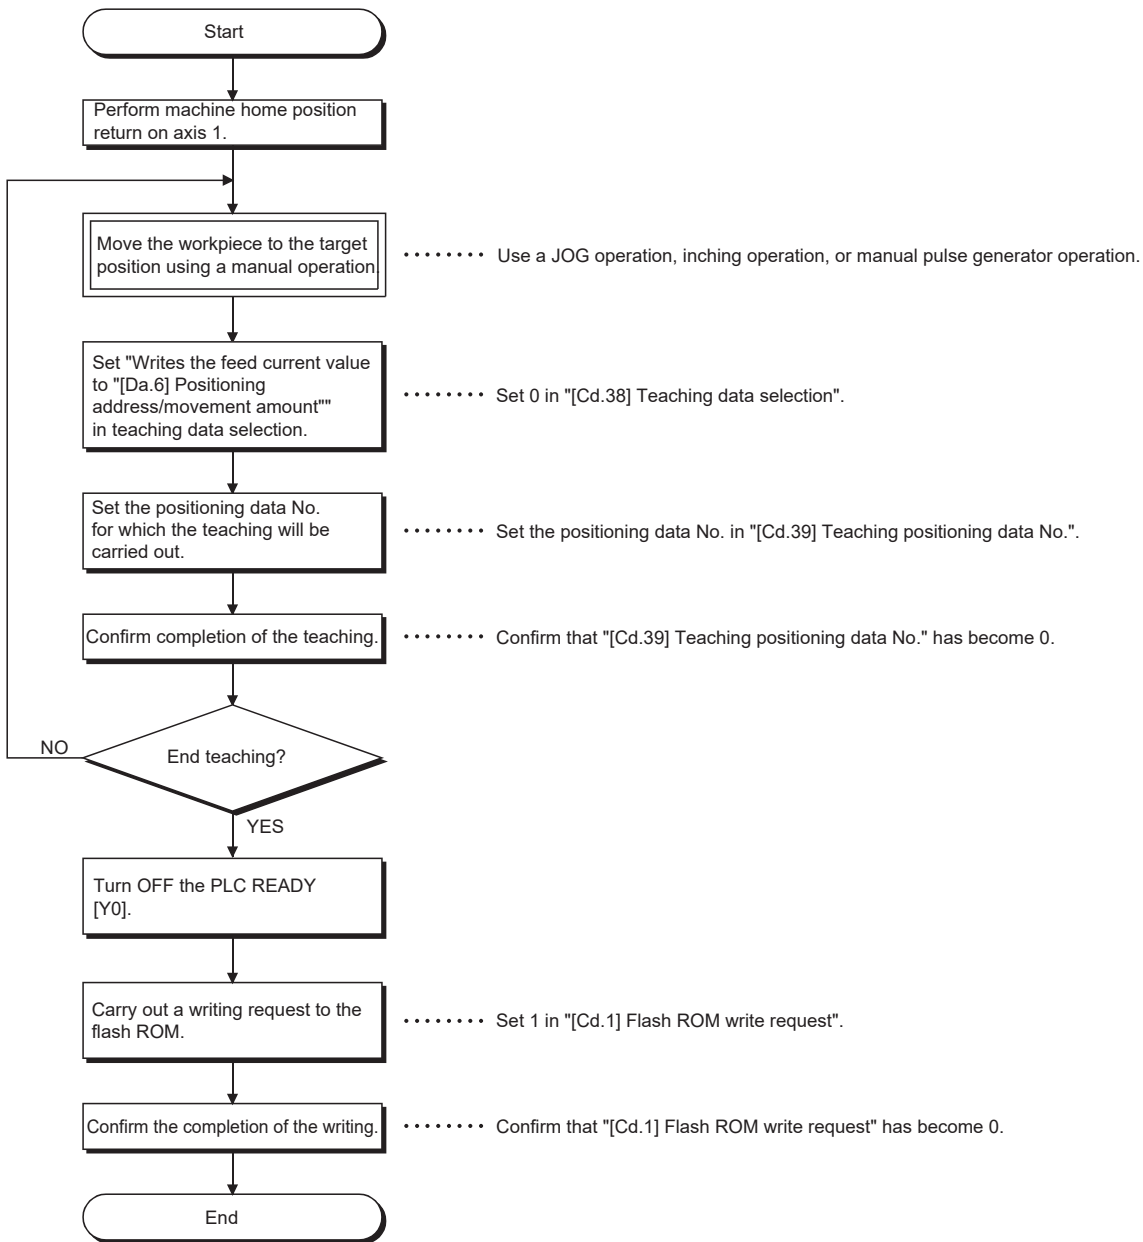 Start
Perform machine home position
return on axis 1.
Move the workpiece to the target
position using a manual operation.
Use a JOG operation, inching operation, or manual pulse generator operation.
Set "Writes the feed current value
to "[Da.6] Positioning
address/movement amount""
in teaching data selection.
Set 0 in "[Cd.38] Teaching data selection".
Set the positioning data No.
for which the teaching will be
carried out.
Set the positioning data No. in "[Cd.39] Teaching positioning data No.".
Confirm completion of the teaching.
Confirm that "[Cd.39] Teaching positioning data No." has become 0.
NO
End teaching?
YES
Turn OFF the PLC READY
[Y0].
Carry out a writing request to the
flash ROM.
Set 1 in "[Cd.1] Flash ROM write request".
Confirm the completion of the writing.
Confirm that "[Cd.1] Flash ROM write request" has become 0.
End